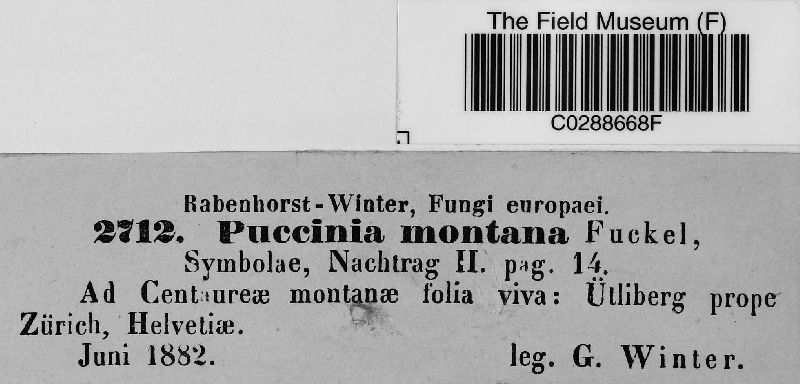 The Field Museum (F)
C0288668F
Rabenhorst-Winter, Fungi europaei.
2712. Puccinia montana Fuckel,
Symbolae, Nachtrag II. pag. 14.
Ad Centaureæ montanæ folia viva: Ütliberg prope
Zürich, Helvetiæ.
Juni 1882. leg. G. Winter.